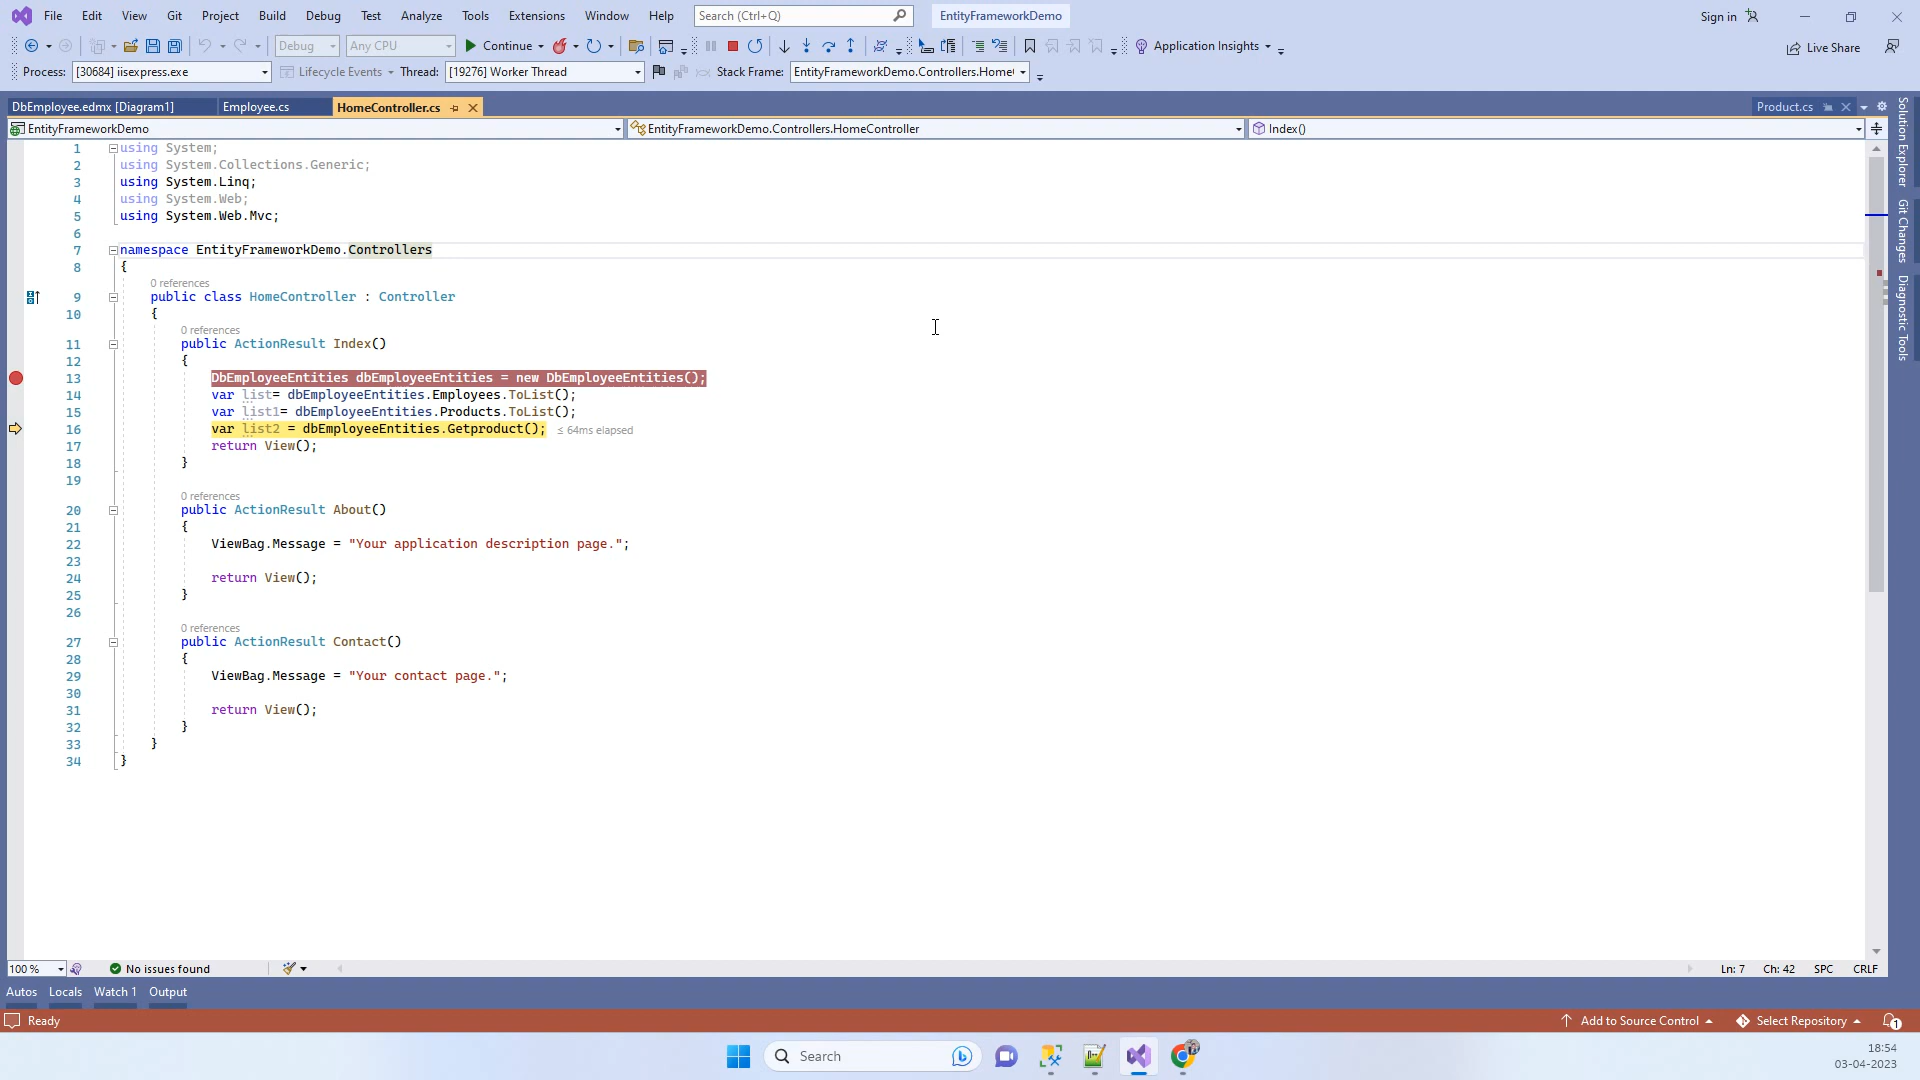 File Edit View Git Project Build Debug Test Analyze Tools Extensions Window Help Search (Ctrl+Q) EntityFrameworkDemo Sign in
Debug Any CPU Continue Application Insights Live Share
Process: [30684] iisexpress.exe Lifecycle Events Thread: [19276] Worker Thread Stack Frame: EntityFrameworkDemo.Controllers.Home
DbEmployee.edmx [Diagram1] Employee.cs HomeController.cs Product.cs
EntityFrameworkDemo EntityFrameworkDemo.Controllers.HomeController Index()
1 using System;
2 using System.Collections.Generic;
3 using System.Linq;
4 using System.Web;
5 using System.Web.Mvc;
6
7 namespace EntityFrameworkDemo.Controllers
8 {
0 references
9 public class HomeController : Controller
10 {
0 references
11 public ActionResult Index()
12 {
13 DbEmployeeEntities dbEmployeeEntities = new DbEmployeeEntities();
14 var list= dbEmployeeEntities.Employees.ToList();
15 var list1= dbEmployeeEntities.Products.ToList();
16 var list2 = dbEmployeeEntities.Getproduct(); ≤ 64ms elapsed
17 return View();
18 }
19
0 references
20 public ActionResult About()
21 {
22 ViewBag.Message = "Your application description page.";
23
24 return View();
25 }
26
0 references
27 public ActionResult Contact()
28 {
29 ViewBag.Message = "Your contact page.";
30
31 return View();
32 }
33 }
34 }
Solution Explorer
Git Changes
Diagnostic Tools
100 % No issues found Ln: 7 Ch: 42 SPC CRLF
Autos Locals Watch 1 Output
Ready Add to Source Control Select Repository 1
Search
18:54
03-04-2023